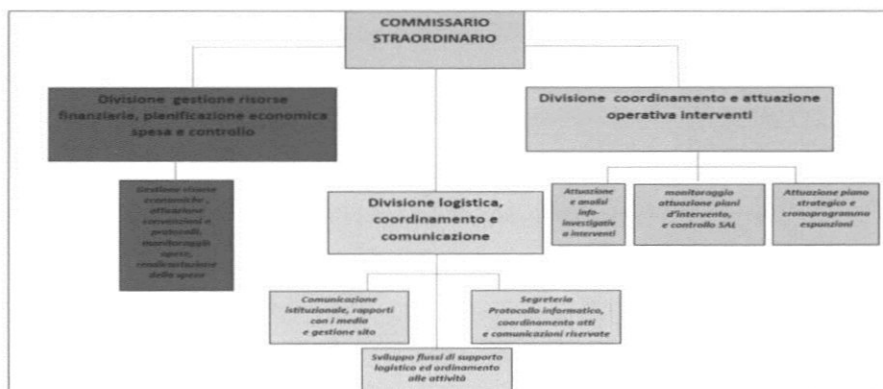 COMMISSARIO
STRAORDINARIO
Divisione gestione risorse
finanziarie, pianificazione economica
spesa e controllo
Divisione coordinamento e attuazione
operativa interventi
Gestione risorse
economiche,
attuazione
convenzioni e
protocolli,
monitoraggio
opere,
rendicontazione
della spesa
Divisione logistica,
coordinamento e
comunicazione
Attuazione
e analisi
info-
investigativ
a interventi
monitoraggio
attuazione piani
d'intervento,
e controllo SAL
Attuazione piano
strategico e
cronoprogramma
espunzioni
Comunicazione
istituzionale, rapporti
con i media
e gestione sito
Segreteria
Protocollo informatico,
coordinamento atti
e comunicazioni riservate
Sviluppo flussi di supporto
logistico ed ordinamento
alle attività